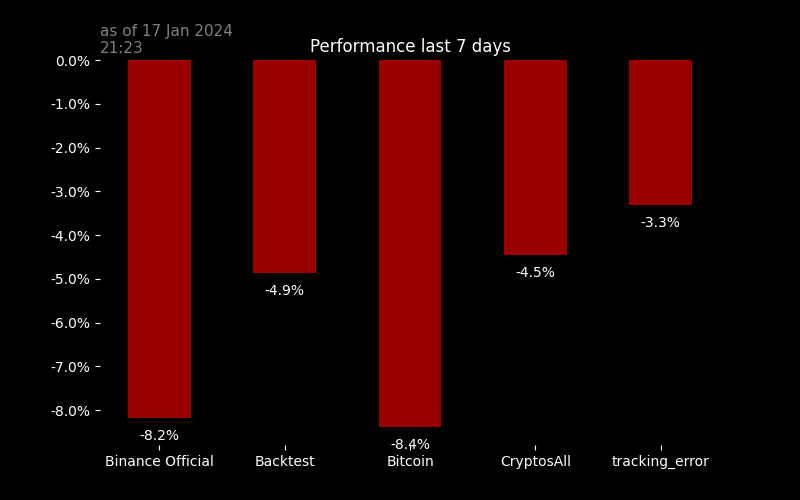 as of 17 Jan 2024
21:23
Performance last 7 days
0.0%
-1.0%
-2.0%
-3.0%
-4.0%
-5.0%
-6.0%
-7.0%
-8.0%
-8.2%
-4.9%
-8.4%
-4.5%
-3.3%
Binance Official
Backtest
Bitcoin
CryptosAll
tracking_error